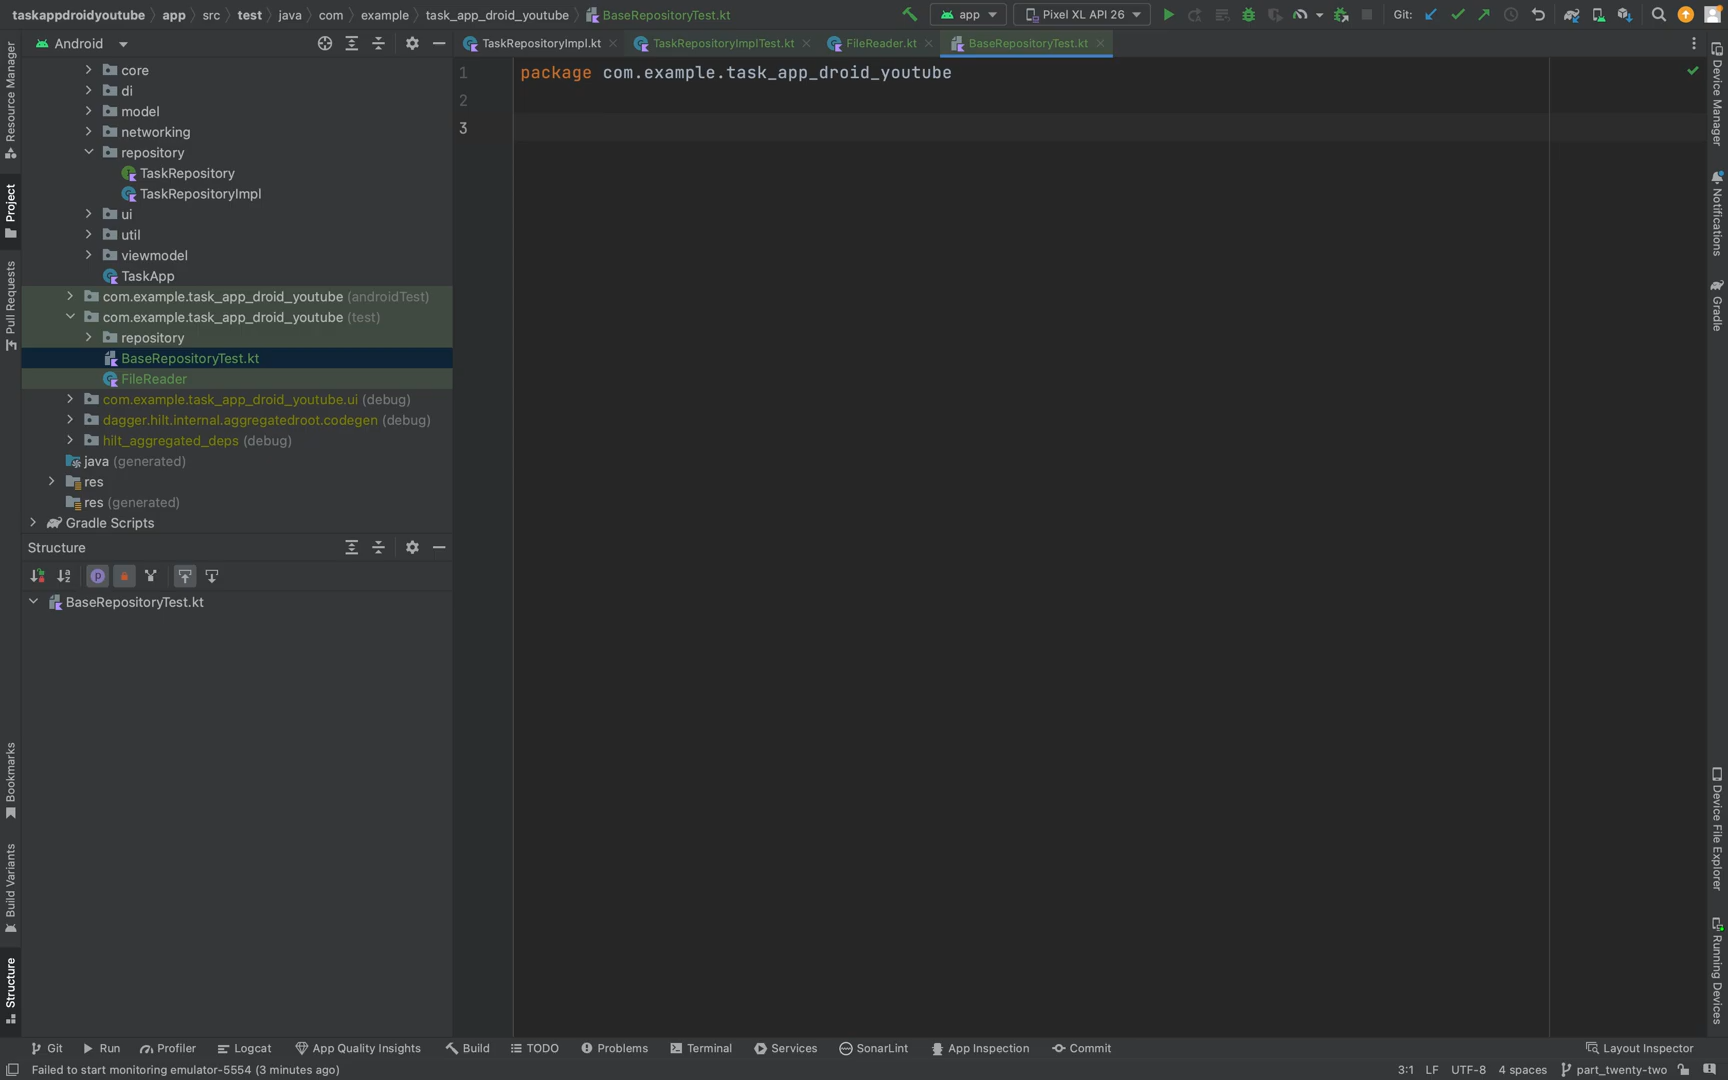 taskappdroidyoutube app src test java com example task_app_droid_youtube BaseRepositoryTest.kt
app Pixel XL API 26 Git:
Android
TaskRepositoryImpl.kt TaskRepositoryImplTest.kt FileReader.kt BaseRepositoryTest.kt
Resource Manager
Project
Pull Requests
Bookmarks
Build Variants
Structure
core
di
model
networking
repository
TaskRepository
TaskRepositoryImpl
ui
util
viewmodel
TaskApp
com.example.task_app_droid_youtube (androidTest)
com.example.task_app_droid_youtube (test)
repository
BaseRepositoryTest.kt
FileReader
com.example.task_app_droid_youtube.ui (debug)
dagger.hilt.internal.aggregatedroot.codegen (debug)
hilt_aggregated_deps (debug)
java (generated)
res
res (generated)
Gradle Scripts
Structure
BaseRepositoryTest.kt
1 package com.example.task_app_droid_youtube
2
3
Device Manager
Notifications
Gradle
Device File Explorer
Running Devices
Git Run Profiler Logcat App Quality Insights Build TODO Problems Terminal Services SonarLint App Inspection Commit Layout Inspector
Failed to start monitoring emulator-5554 (3 minutes ago) 3:1 LF UTF-8 4 spaces part_twenty-two